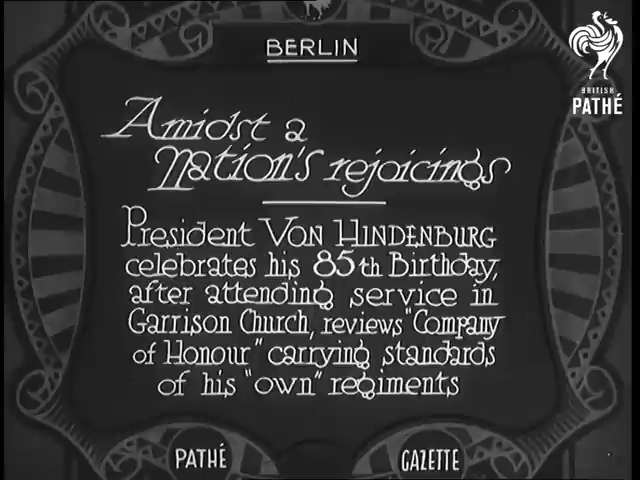 BERLIN
BRITISH
PATHÉ
Amidst a
Nation's rejoicings
President VON HINDENBURG
celebrates his 85th Birthday,
after attending service in
Garrison Church, reviews "Company
of Honour" carrying standards
of his "own" regiments
PATHÉ
GAZETTE